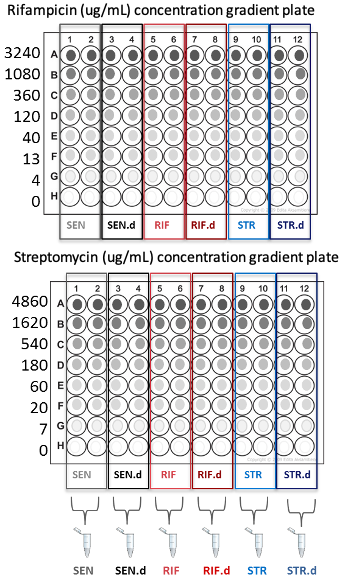 Rifampicin (ug/mL) concentration gradient plate
1 2 3 4 5 6 7 8 9 10 11 12
3240 A
1080 B
360 C
120 D
40 E
13 F
4 G
0 H
SEN SEN.d RIF RIF.d STR STR.d
Streptomycin (ug/mL) concentration gradient plate
1 2 3 4 5 6 7 8 9 10 11 12
4860 A
1620 B
540 C
180 D
60 E
20 F
7 G
0 H
SEN SEN.d RIF RIF.d STR STR.d
SEN SEN.d RIF RIF.d STR STR.d